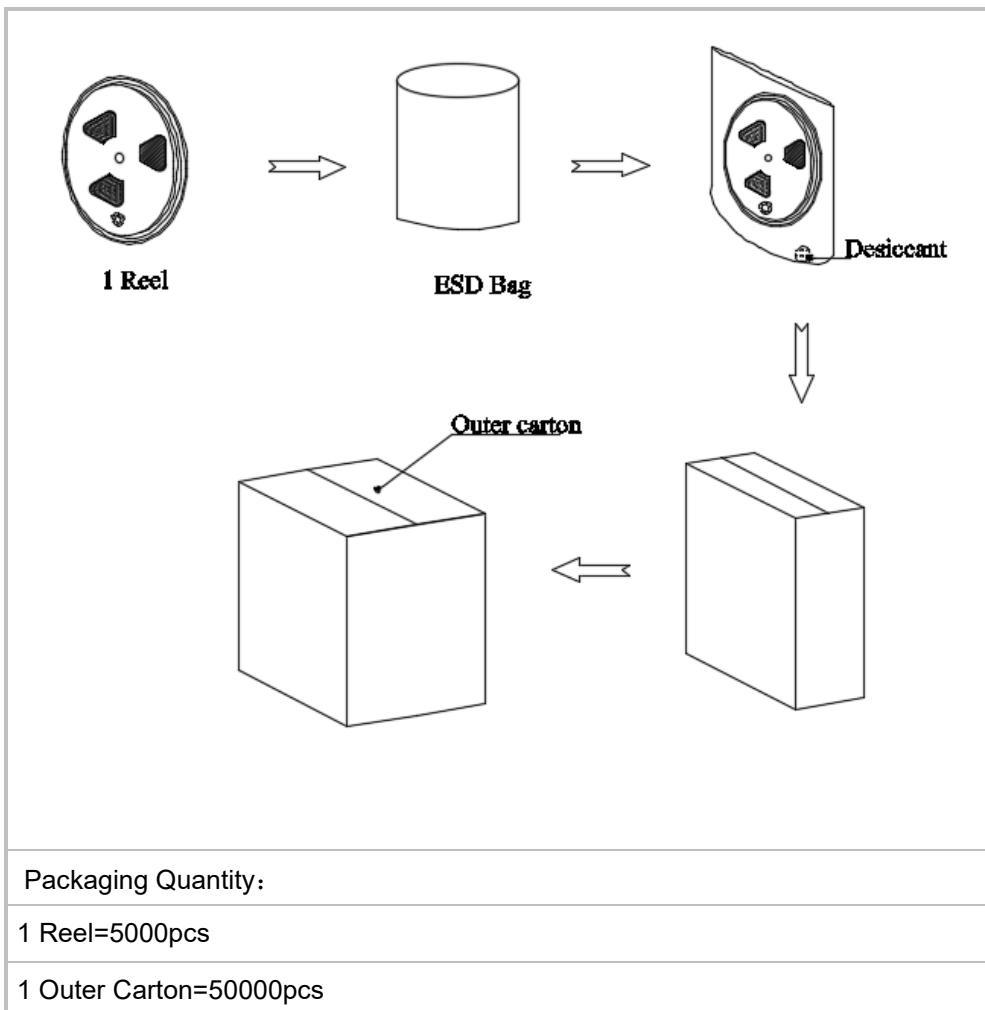 1 Reel
ESD Bag
Desiccant
Outer carton
Packaging Quantity：
1 Reel=5000pcs
1 Outer Carton=50000pcs